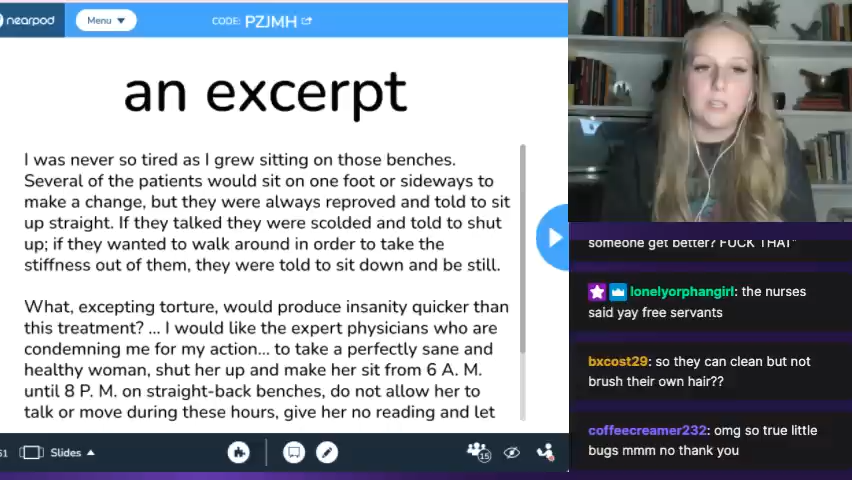 nearpod
Menu
CODE: PZJMH
an excerpt
I was never so tired as I grew sitting on those benches.
Several of the patients would sit on one foot or sideways to
make a change, but they were always reproved and told to sit
up straight. If they talked they were scolded and told to shut
up; if they wanted to walk around in order to take the
stiffness out of them, they were told to sit down and be still.
What, excepting torture, would produce insanity quicker than
this treatment? ... I would like the expert physicians who are
condemning me for my action... to take a perfectly sane and
healthy woman, shut her up and make her sit from 6 A. M.
until 8 P. M. on straight-back benches, do not allow her to
talk or move during these hours, give her no reading and let
Slides
15
someone get better? FUCK THAT"
lonelyorphangirl: the nurses
said yay free servants
bxcost29: so they can clean but not
brush their own hair??
coffeecreamer232: omg so true little
bugs mmm no thank you